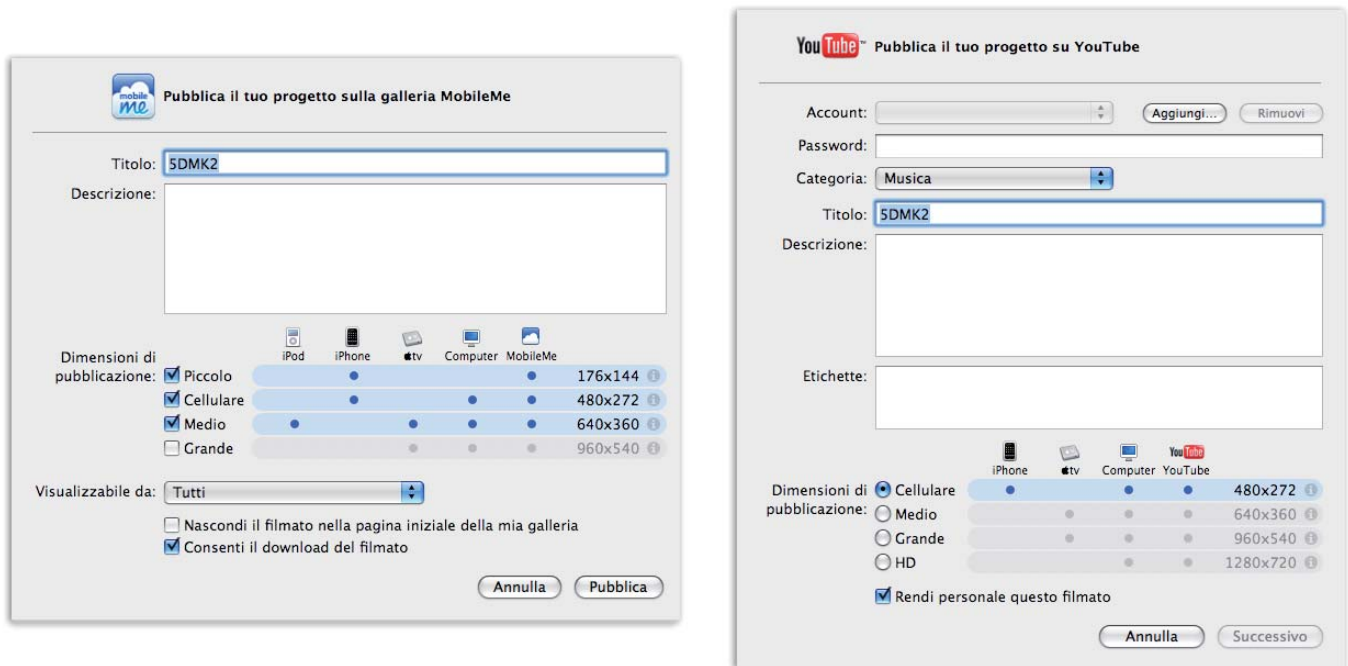 mobile me
Pubblica il tuo progetto sulla galleria MobileMe
Titolo: 5DMK2
Descrizione:
iPod iPhone tv Computer MobileMe
Dimensioni di pubblicazione:
Piccolo 176x144
Cellulare 480x272
Medio 640x360
Grande 960x540
Visualizzabile da: Tutti
Nascondi il filmato nella pagina iniziale della mia galleria
Consenti il download del filmato
Annulla Pubblica
YouTube™ Pubblica il tuo progetto su YouTube
Account: Aggiungi... Rimuovi
Password:
Categoria: Musica
Titolo: 5DMK2
Descrizione:
Etichette:
YouTube
iPhone tv Computer YouTube
Dimensioni di pubblicazione:
Cellulare 480x272
Medio 640x360
Grande 960x540
HD 1280x720
Rendi personale questo filmato
Annulla Successivo